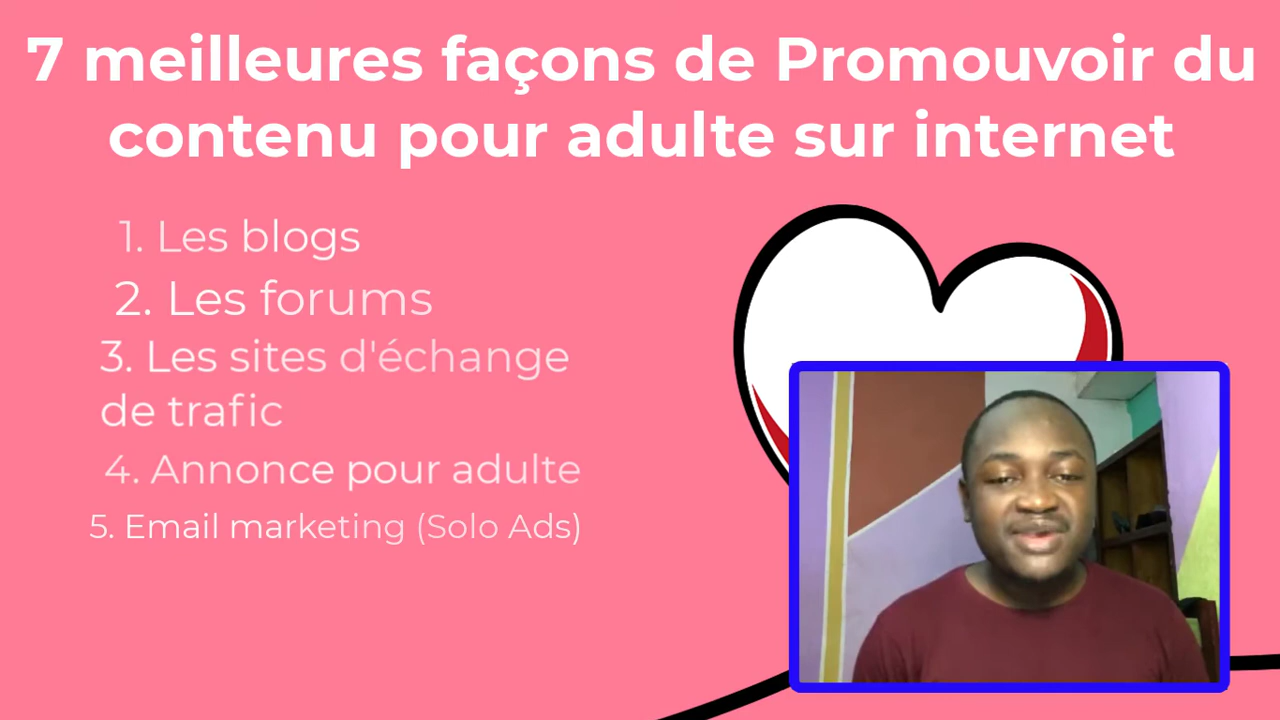 7 meilleures façons de Promouvoir du
contenu pour adulte sur internet
1. Les blogs
2. Les forums
3. Les sites d'échange
de trafic
4. Annonce pour adulte
5. Email marketing (Solo Ads)